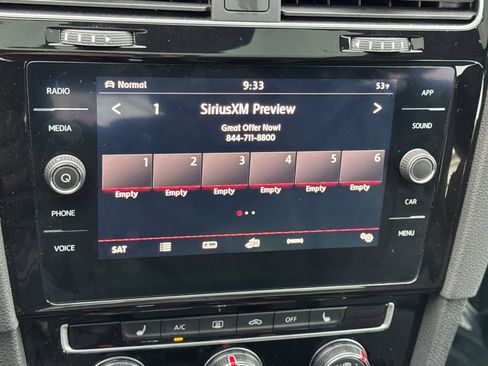 RADIO
MEDIA
PHONE
VOICE
Normal 9:33 53°F
< 1 SiriusXM Preview >
Great Offer Now!
844-711-8800
1 2 3 4 5 6
Empty Empty Empty Empty Empty Empty
SAT
APP
SOUND
CAR
MENU
A/C OFF